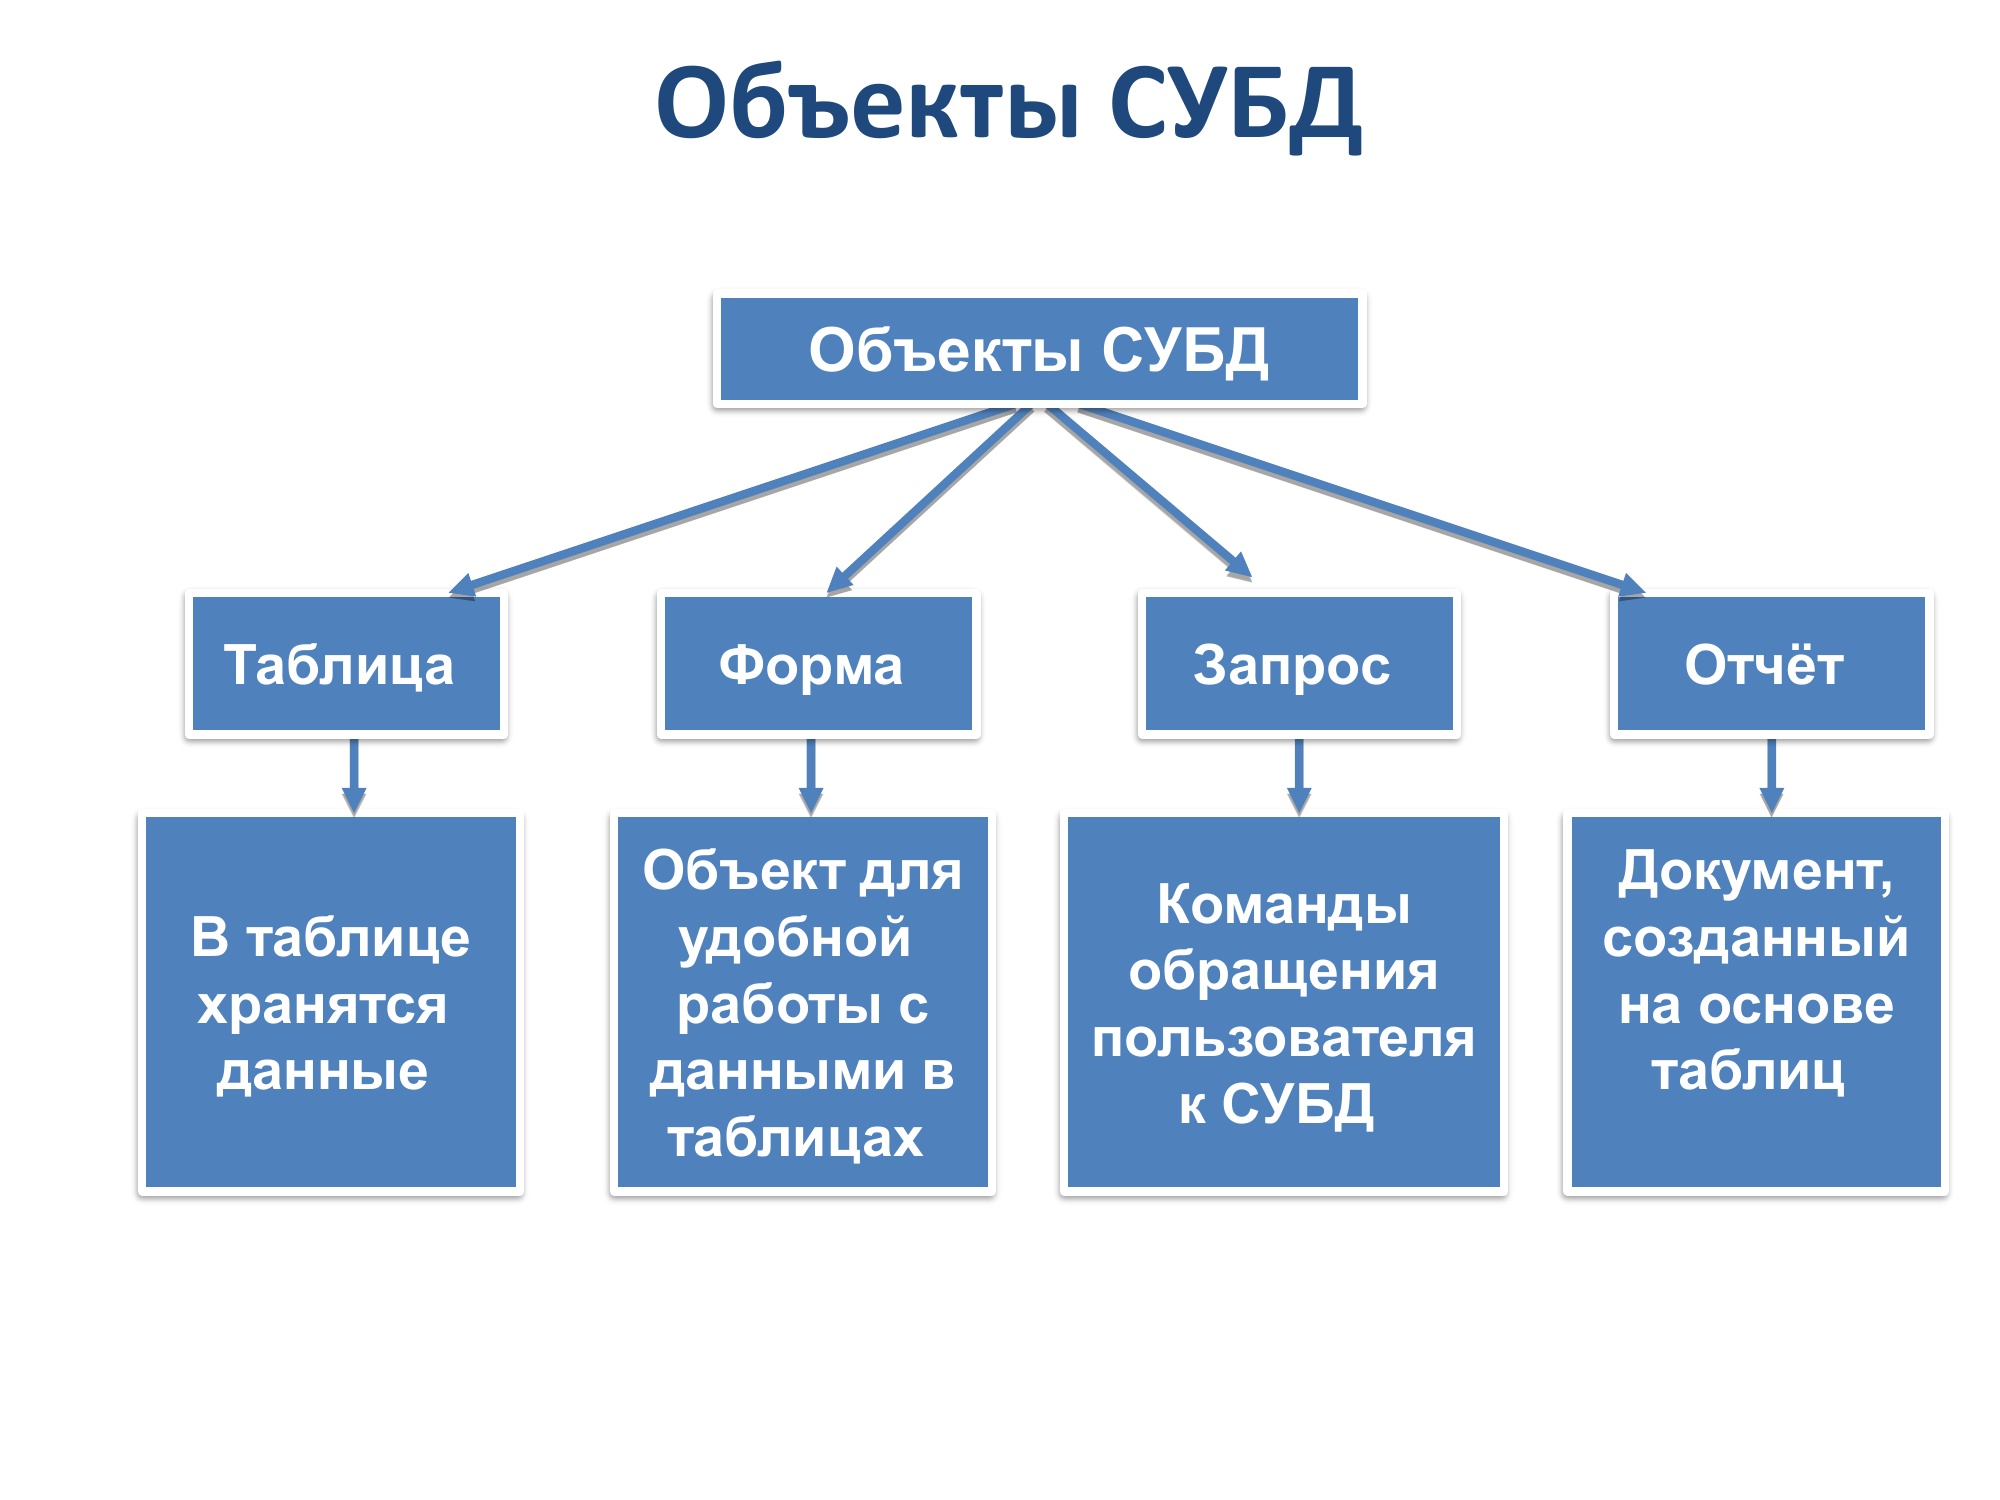 Объекты СУБД
Объекты СУБД
Таблица
Форма
Запрос
Отчёт
В таблице
хранятся
данные
Объект для
удобной
работы с
данными в
таблицах
Команды
обращения
пользователя
к СУБД
Документ,
созданный
на основе
таблиц